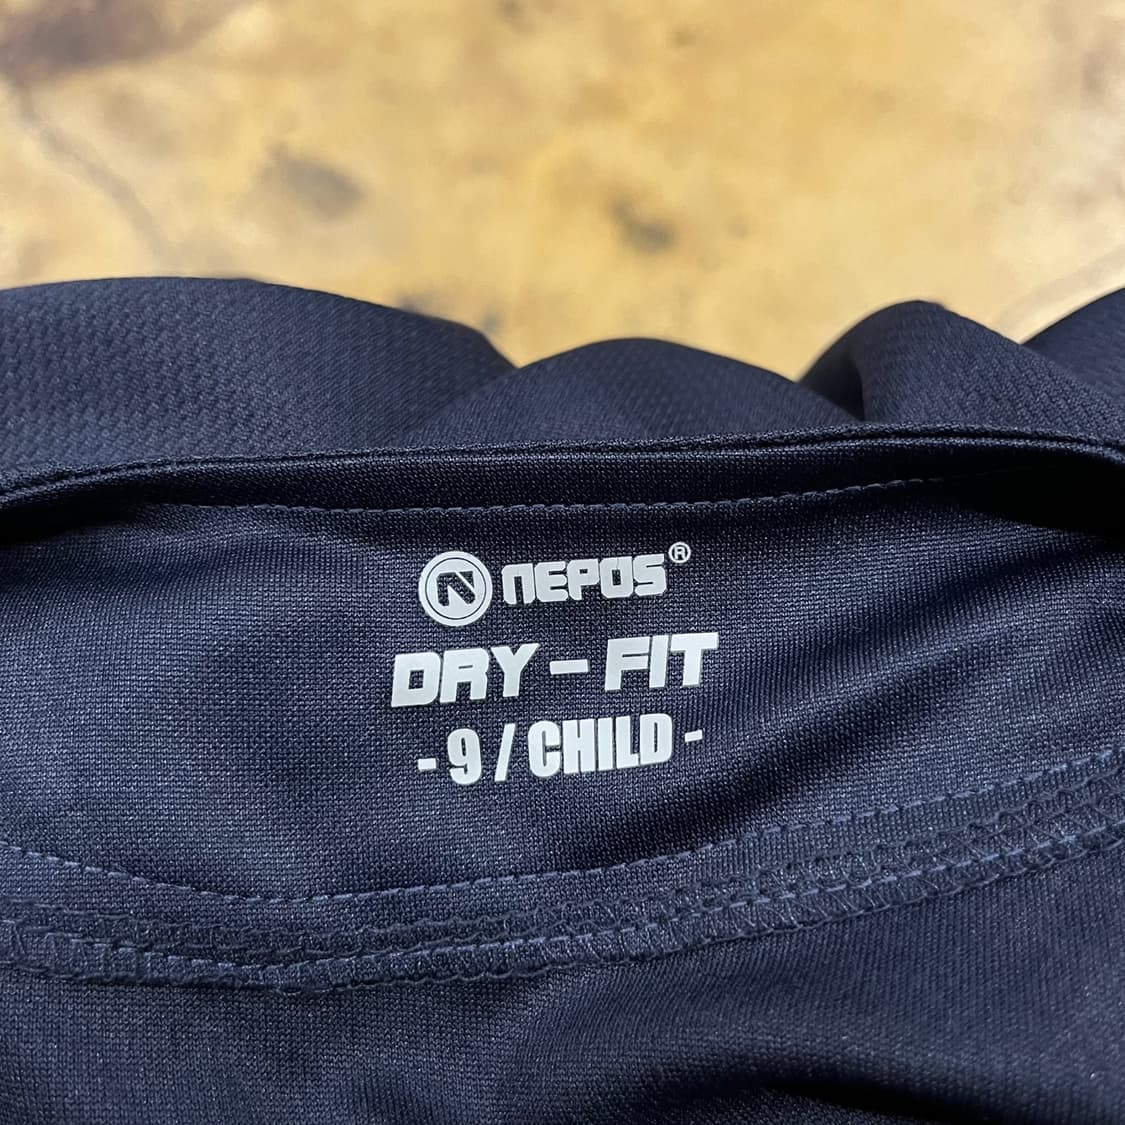 NEPOS®
DRY - FIT
- 9 / CHILD -